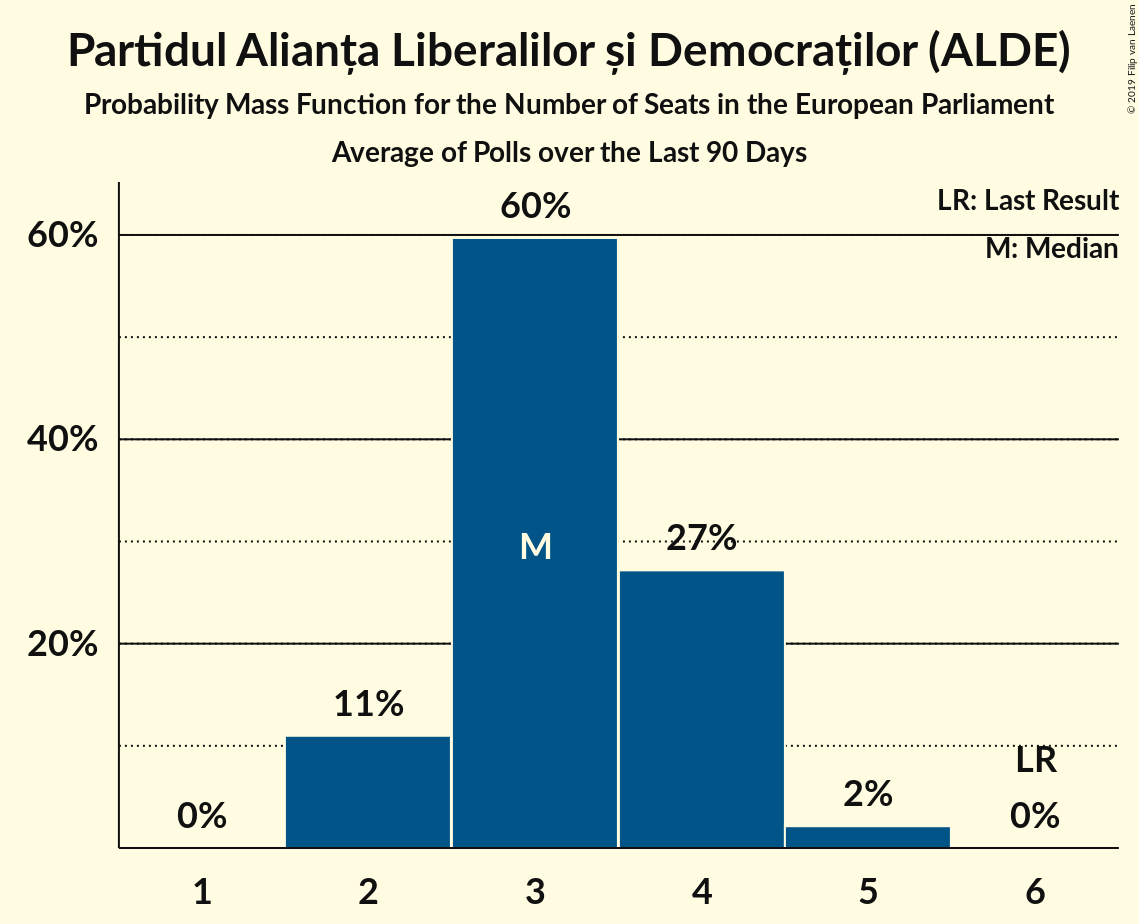 Partidul Alianța Liberalilor și Democraților (ALDE)
Probability Mass Function for the Number of Seats in the European Parliament
Average of Polls over the Last 90 Days
© 2019 Filip van Laenen
LR: Last Result
M: Median
60%
40%
20%
0%
11%
60%
M
27%
2%
LR
0%
1 2 3 4 5 6